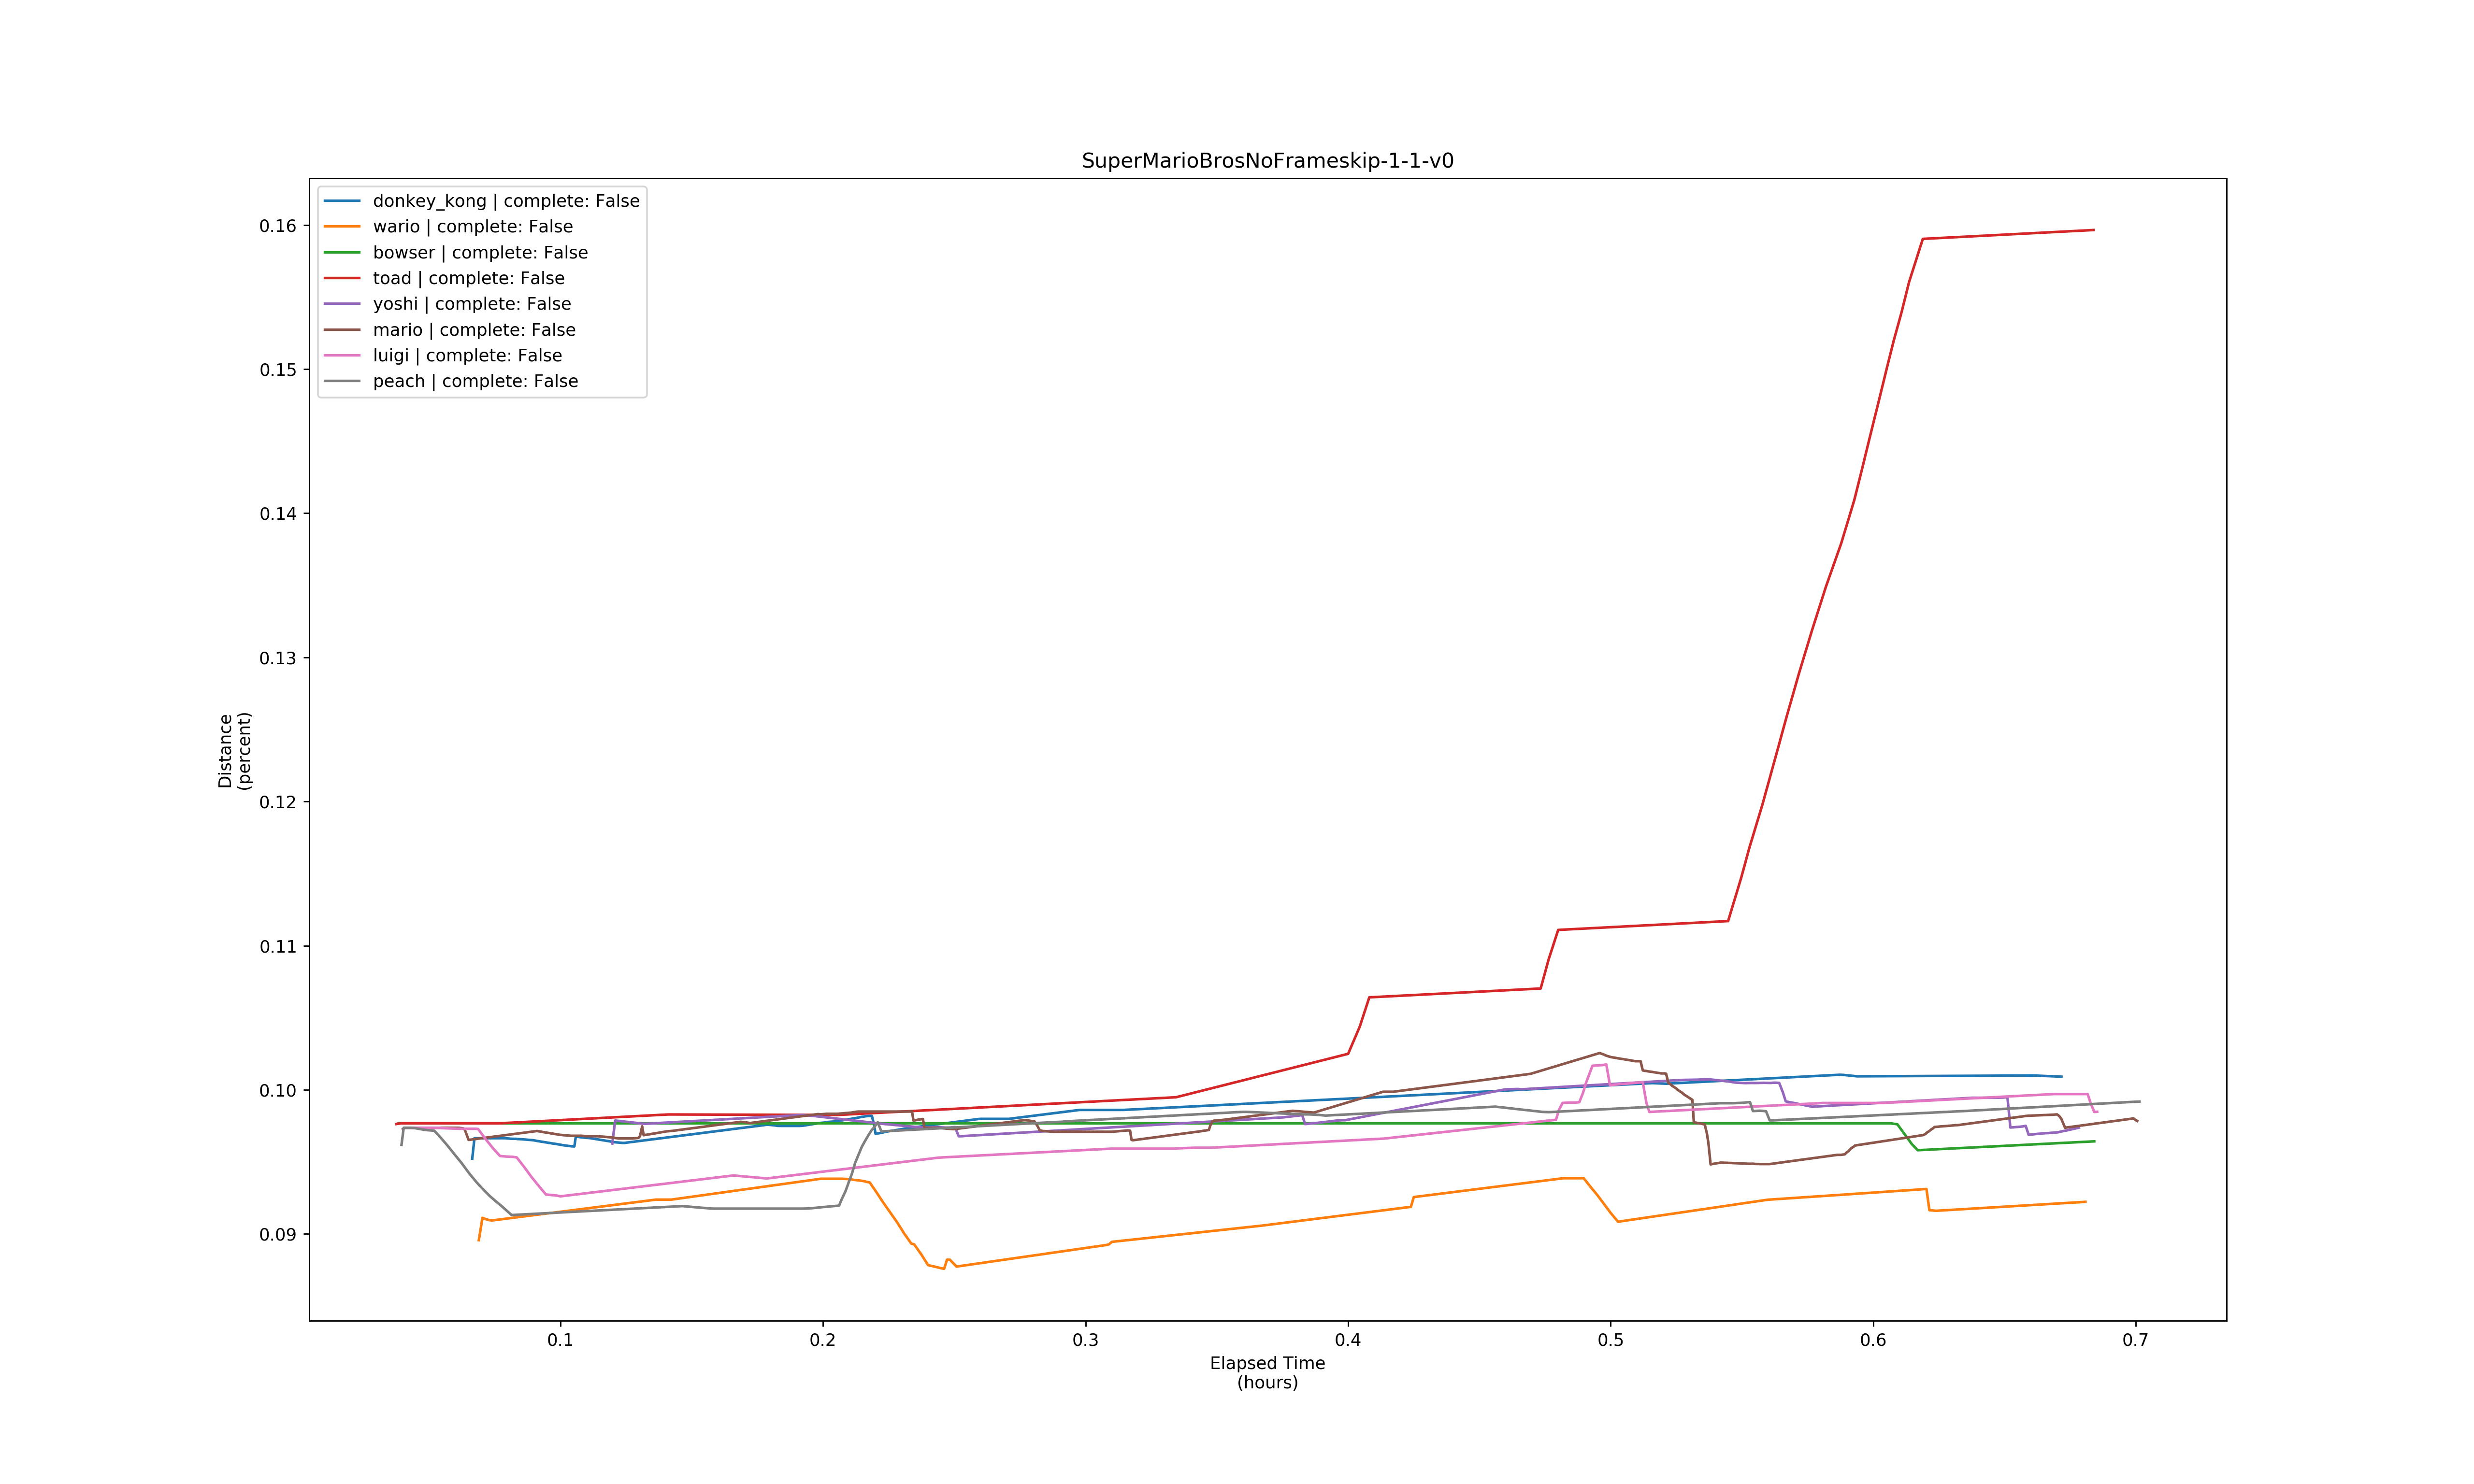 SuperMarioBrosNoFrameskip-1-1-v0
donkey_kong | complete: False
wario | complete: False
bowser | complete: False
toad | complete: False
yoshi | complete: False
mario | complete: False
luigi | complete: False
peach | complete: False
0.16
0.15
0.14
0.13
0.12
0.11
0.10
0.09
Distance
(percent)
0.1
0.2
0.3
0.4
0.5
0.6
0.7
Elapsed Time
(hours)